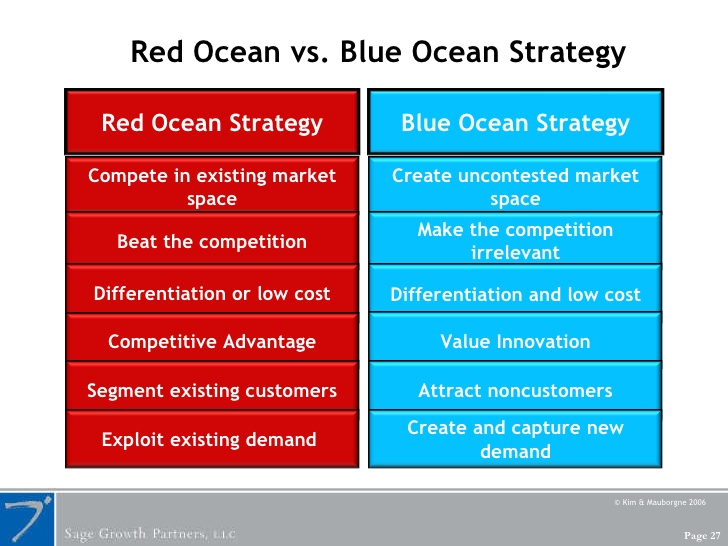 Red Ocean vs. Blue Ocean Strategy
Red Ocean Strategy
Blue Ocean Strategy
Compete in existing market
space
Create uncontested market
space
Beat the competition
Make the competition
irrelevant
Differentiation or low cost
Differentiation and low cost
Competitive Advantage
Value Innovation
Segment existing customers
Attract noncustomers
Exploit existing demand
Create and capture new
demand
© Kim & Mauborgne 2006
Sage Growth Partners, LLC
Page 27